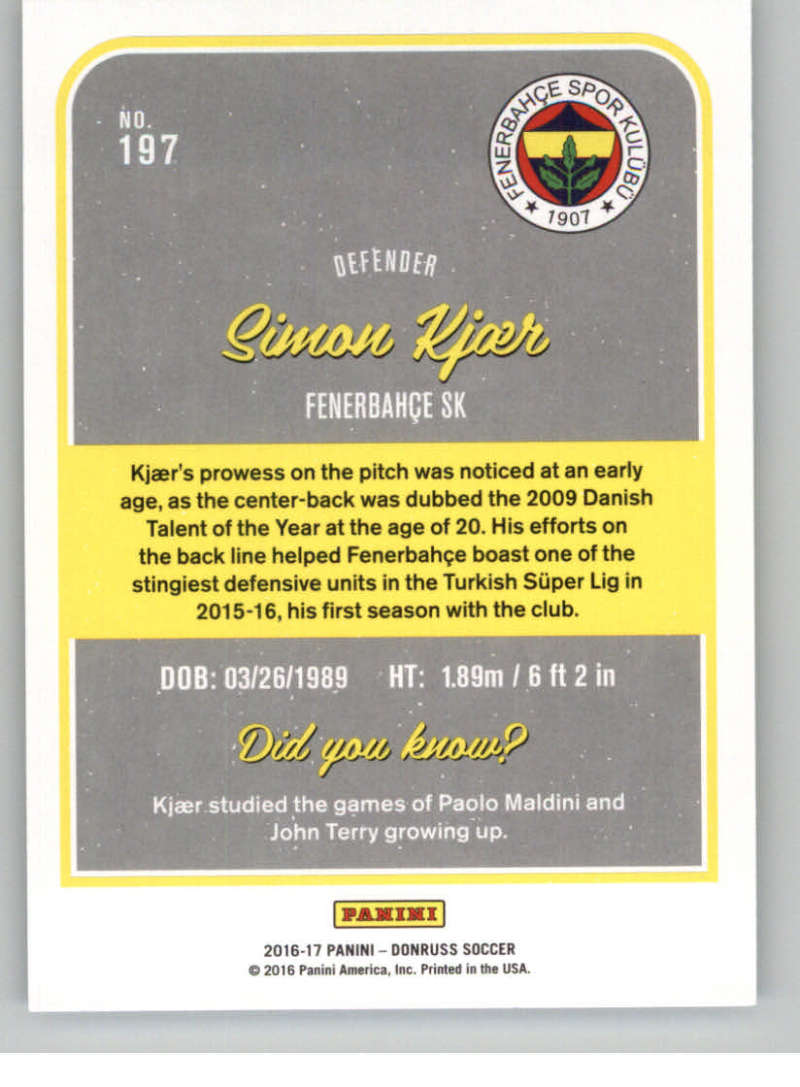 NO.
197
FENERBAHÇE SPOR KULÜBÜ
★ 1907 ★
DEFENDER
Simon Kjær
FENERBAHÇE SK
Kjær's prowess on the pitch was noticed at an early
age, as the center-back was dubbed the 2009 Danish
Talent of the Year at the age of 20. His efforts on
the back line helped Fenerbahçe boast one of the
stingiest defensive units in the Turkish Süper Lig in
2015-16, his first season with the club.
DOB: 03/26/1989 HT: 1.89m / 6 ft 2 in
Did you know?
Kjær studied the games of Paolo Maldini and
John Terry growing up.
PANINI
2016-17 PANINI – DONRUSS SOCCER
© 2016 Panini America, Inc. Printed in the USA.